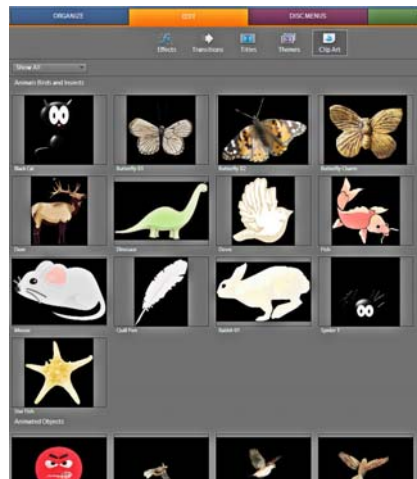 ORGANIZE EDIT DISC MENUS
Effects Transitions Titles Themes Clip Art
Show All
Animals Birds and Insects
Black Cat Butterfly 01 Butterfly 02 Butterfly Charm
Deer Dinosaur Dove Fish
Mouse Quill Pen Rabbit 01 Spider 1
Star Fish
Animated Objects